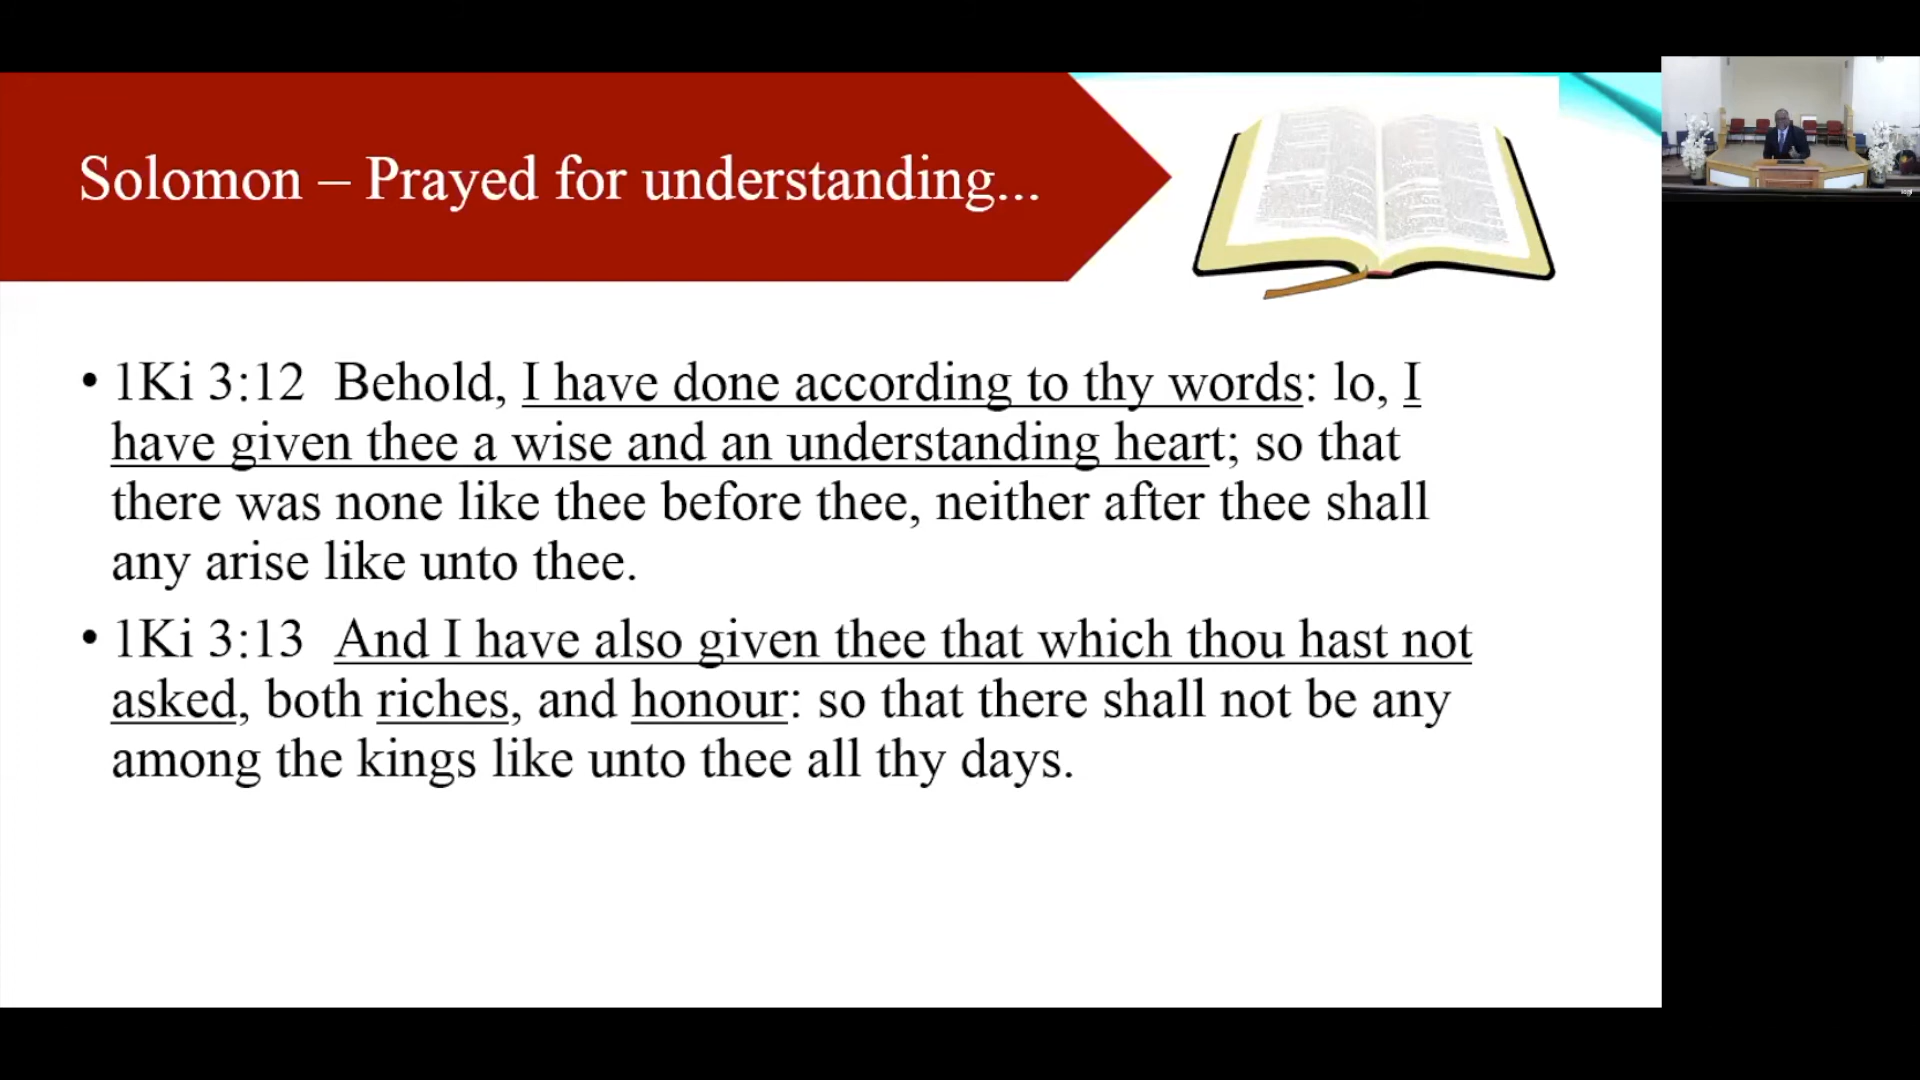 Solomon – Prayed for understanding...
• 1Ki 3:12  Behold, I have done according to thy words: lo, I
have given thee a wise and an understanding heart; so that
there was none like thee before thee, neither after thee shall
any arise like unto thee.
• 1Ki 3:13  And I have also given thee that which thou hast not
asked, both riches, and honour: so that there shall not be any
among the kings like unto thee all thy days.